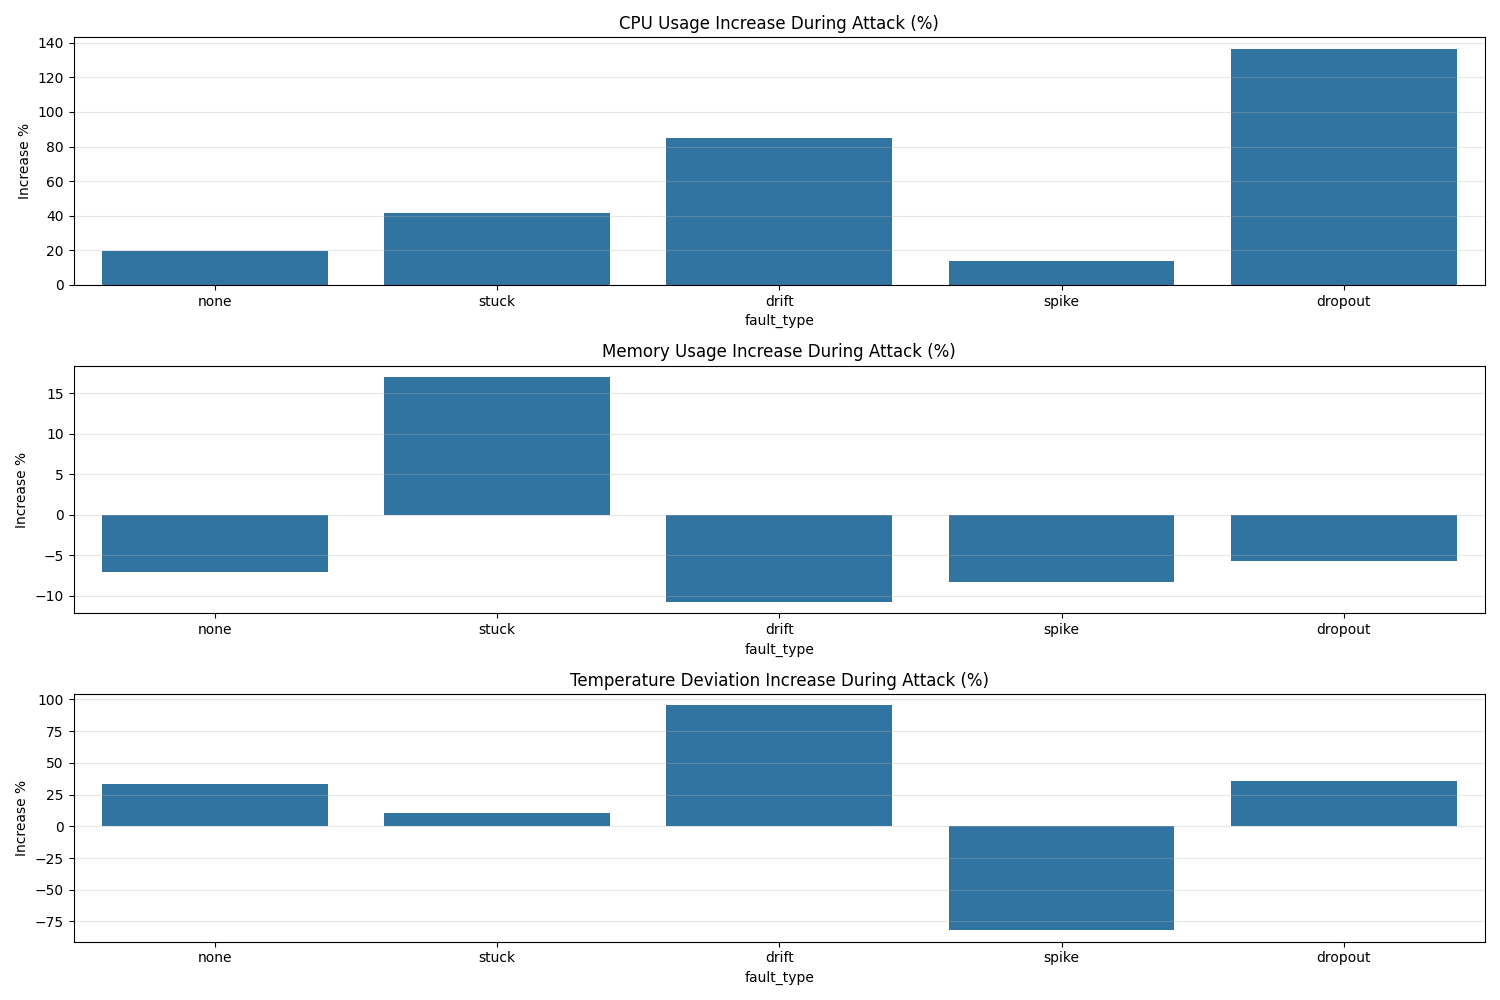 CPU Usage Increase During Attack (%)
140
120
100
80
60
40
20
0
Increase %
none stuck drift spike dropout
fault_type
Memory Usage Increase During Attack (%)
15
10
5
0
−5
−10
Increase %
none stuck drift spike dropout
fault_type
Temperature Deviation Increase During Attack (%)
100
75
50
25
0
−25
−50
−75
Increase %
none stuck drift spike dropout
fault_type